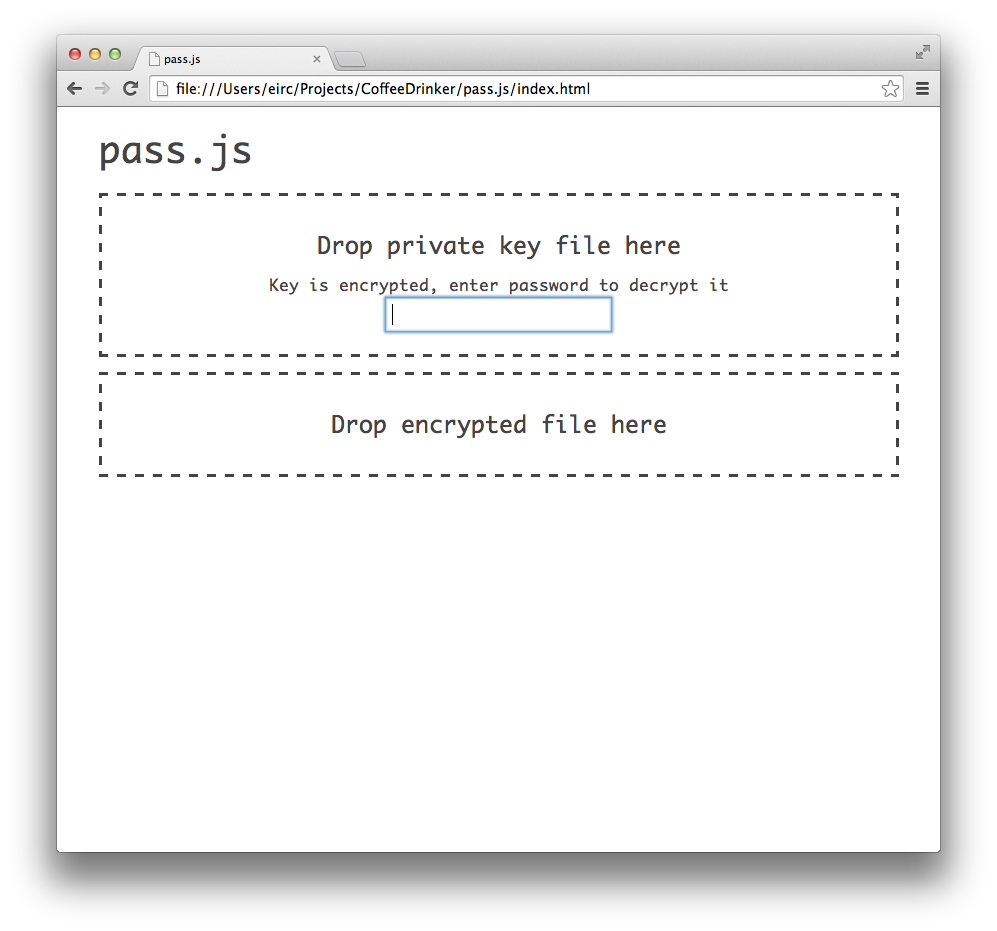 pass.js
file:///Users/eirc/Projects/CoffeeDrinker/pass.js/index.html
pass.js
Drop private key file here
Key is encrypted, enter password to decrypt it
Drop encrypted file here